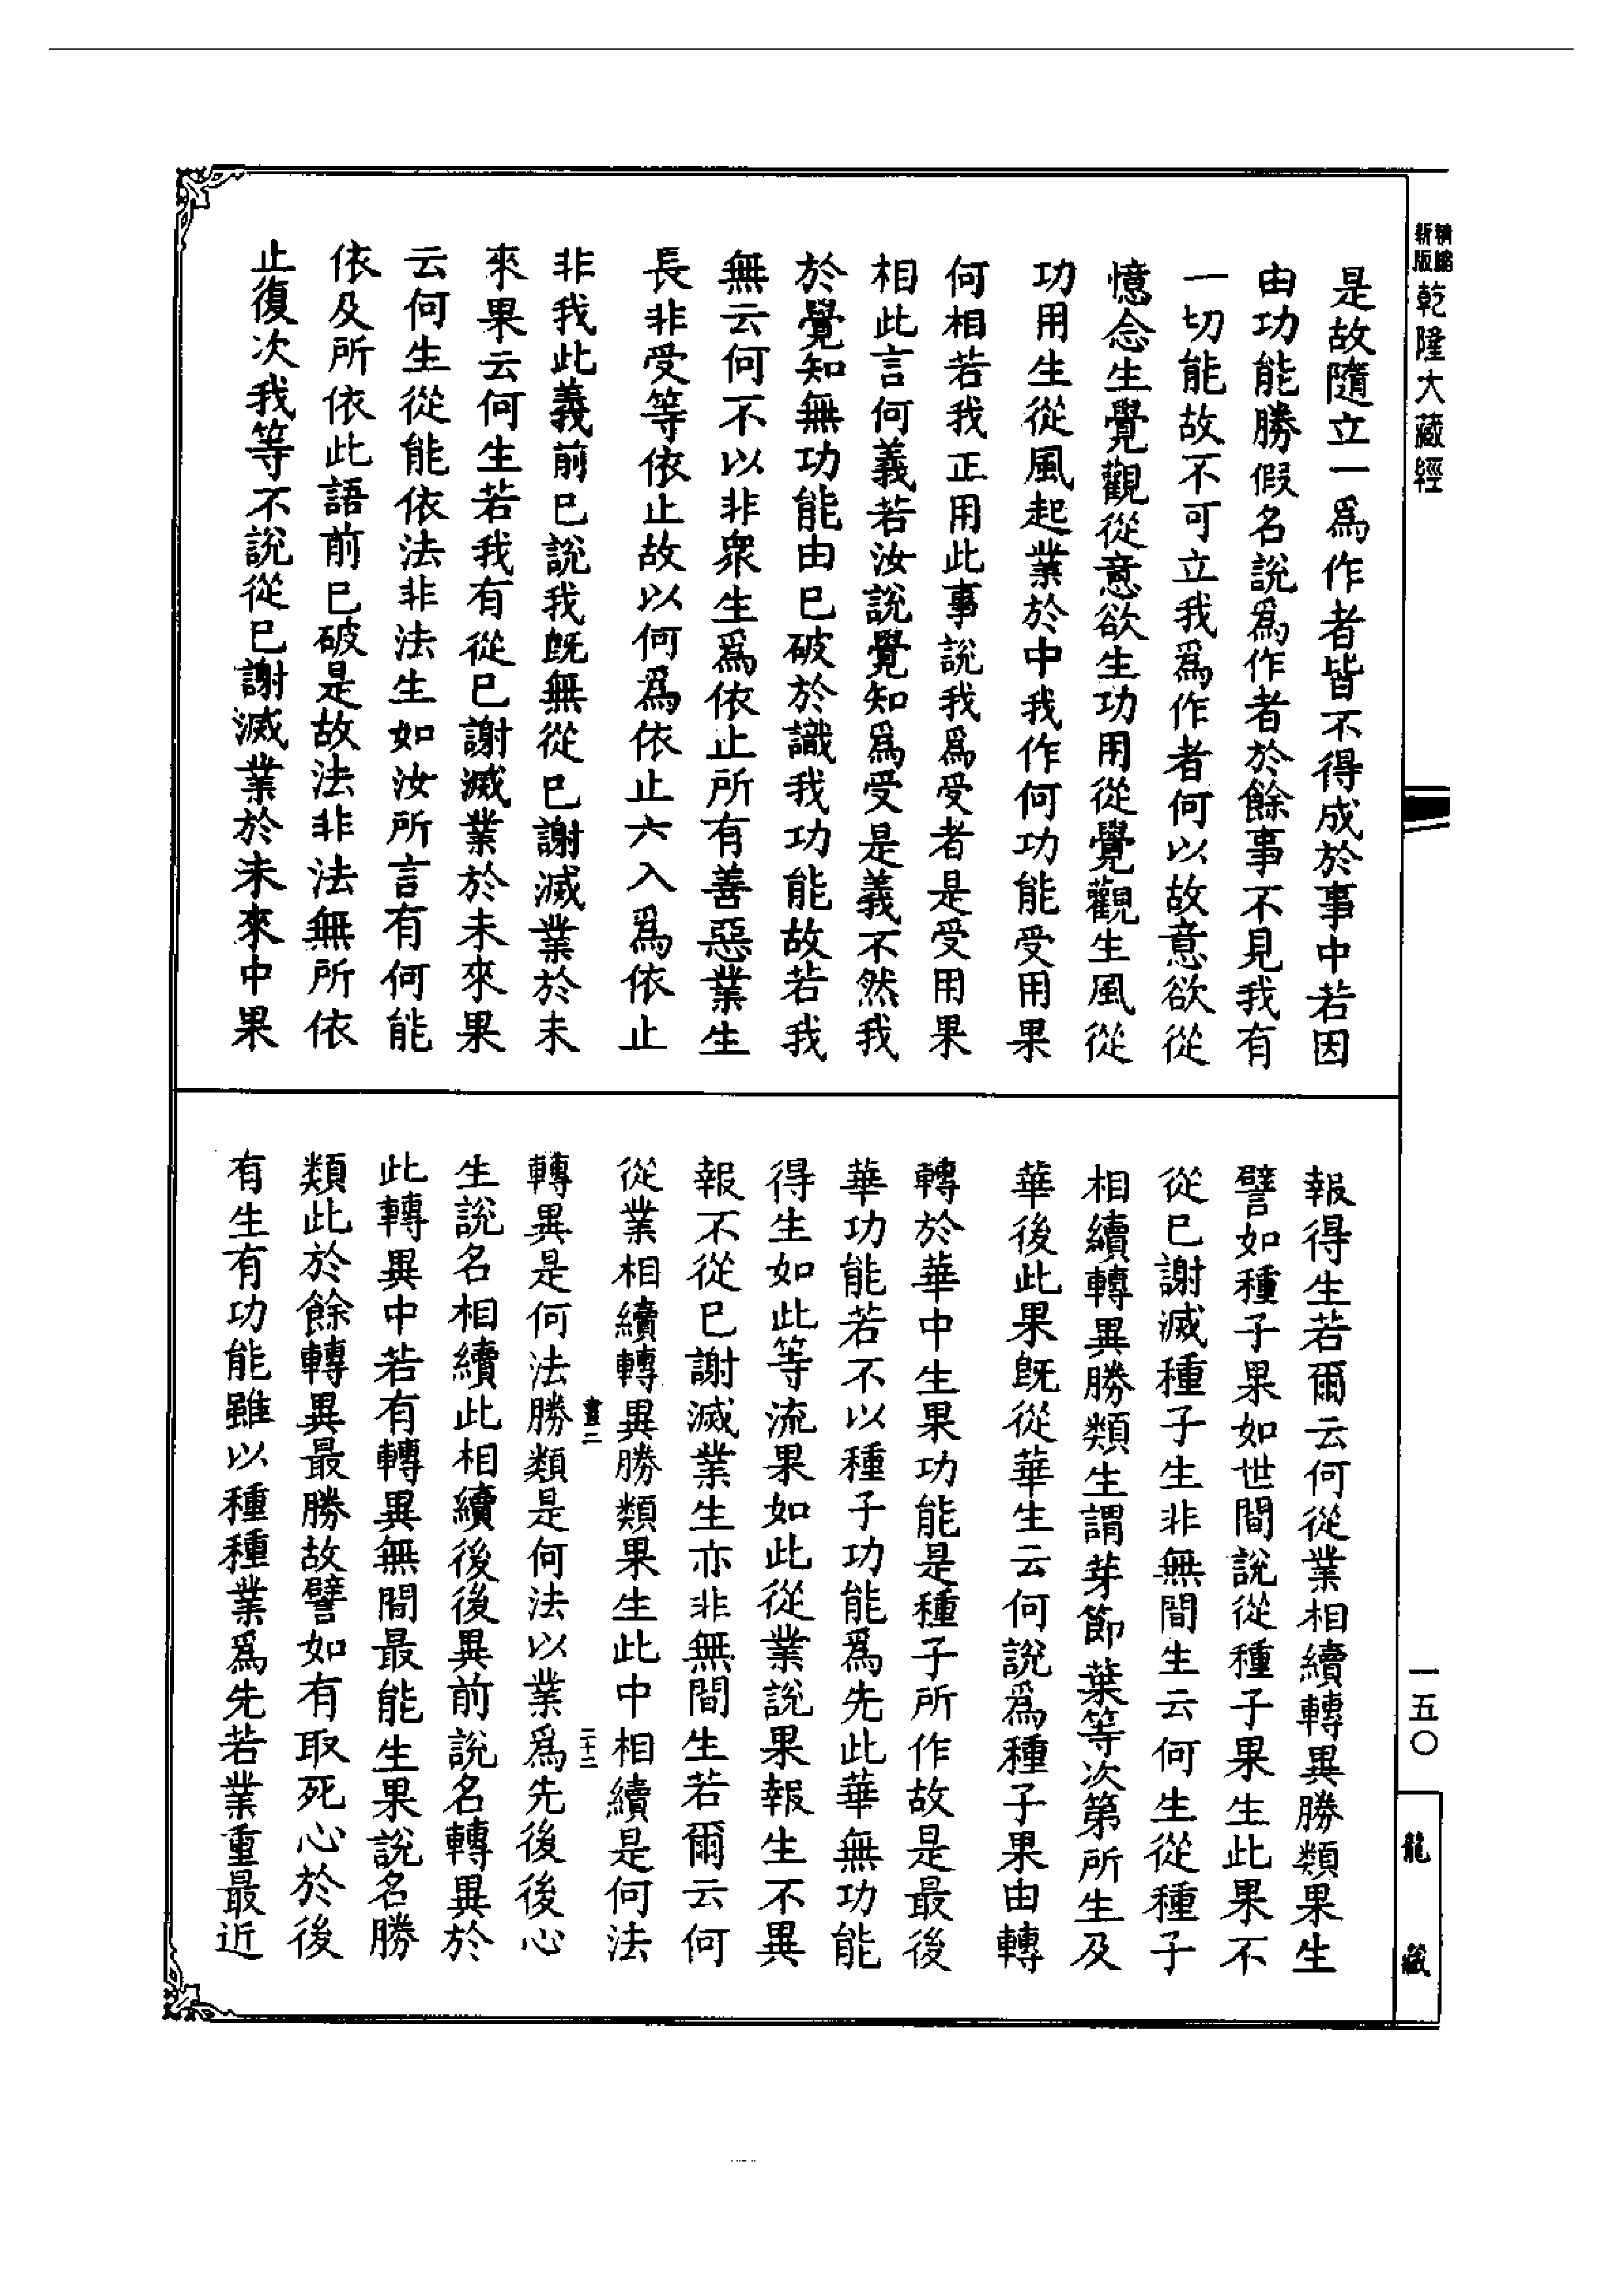 新版精縮乾隆大藏經
是故隨立一爲作者皆不得成於事中若因
由功能勝假名說爲作者於餘事不見我有
一切能故不可立我爲作者何以故意欲從
憶念生覺觀從意欲生功用從覺觀生風從
功用生從風起業於中我作何功能受用果
何相若我正用此事說我爲受者是受用果
相此言何義若汝說覺知爲受是義不然我
於覺知無功能由已破於識我功能故若我
無云何不以非衆生爲依止所有善惡業生
長非受等依止故以何爲依止六入爲依止
非我此義前已說我旣無從已謝滅業於未
來果云何生若我有從已謝滅業於未來果
云何生從能依法非法生如汝所言有何能
依及所依此語前已破是故法非法無所依
止復次我等不說從已謝滅業於未來中果
報得生若爾云何從業相續轉異勝類果生
譬如種子果如世間說從種子果生此果不
從已謝滅種子生非無間生云何生從種子
相續轉異勝類生謂芽節葉等次第所生及
華後此果旣從華生云何說爲種子果由轉
轉於華中生果功能是種子所作故是最後
華功能若不以種子功能爲先此華無功能
得生如此等流果如此從業說果報生不異
報不從已謝滅業生亦非無間生若爾云何
從業相續轉異勝類果生此中相續是何法
畫二
二十二
轉異是何法勝類是何法以業爲先後後心
生說名相續此相續後後異前說名轉異於
此轉異中若有轉異無間最能生果說名勝
類此於餘轉異最勝故譬如有取死心於後
有生有功能雖以種種業爲先若業重最近
一五〇
龍藏